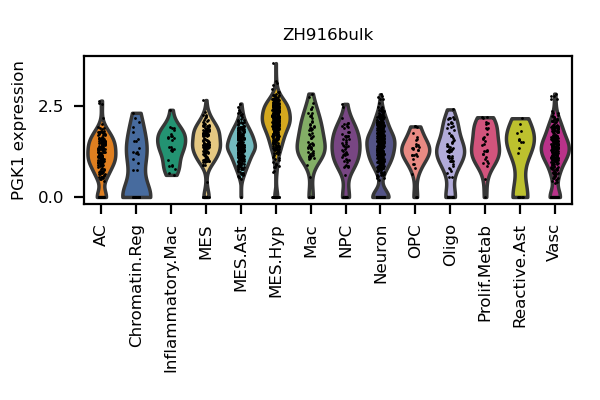 ZH916bulk
PGK1 expression
2.5
0.0
AC
Chromatin.Reg
Inflammatory.Mac
MES
MES.Ast
MES.Hyp
Mac
NPC
Neuron
OPC
Oligo
Prolif.Metab
Reactive.Ast
Vasc